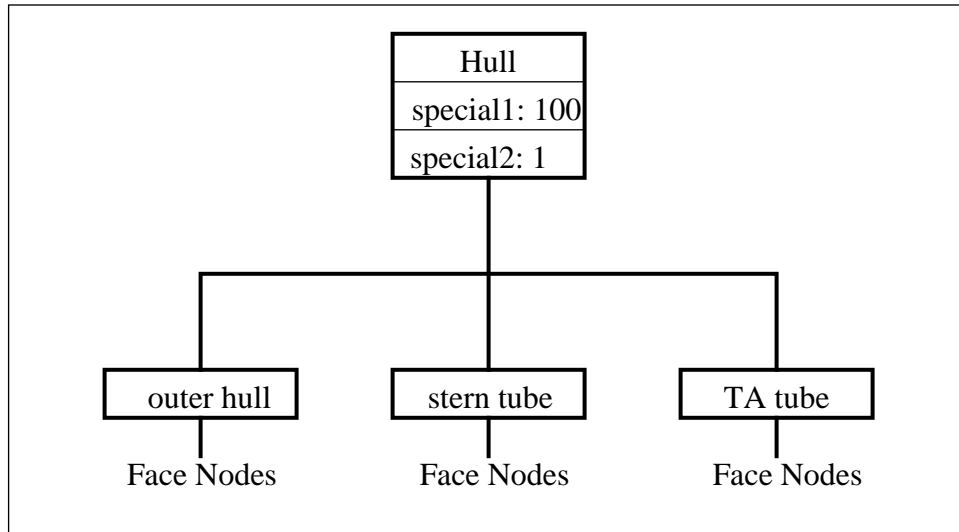 Hull
special1: 100
special2: 1
outer hull
stern tube
TA tube
Face Nodes
Face Nodes
Face Nodes